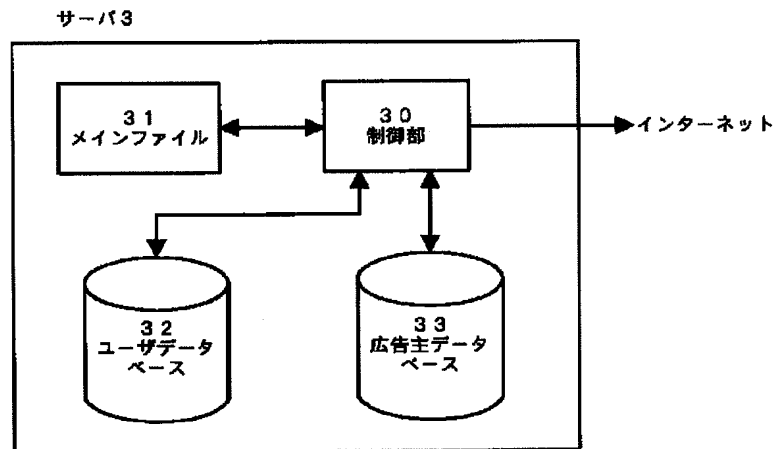 サーバ3
31
メインファイル
30
制御部
インターネット
32
ユーザデータ
ベース
33
広告主データ
ベース